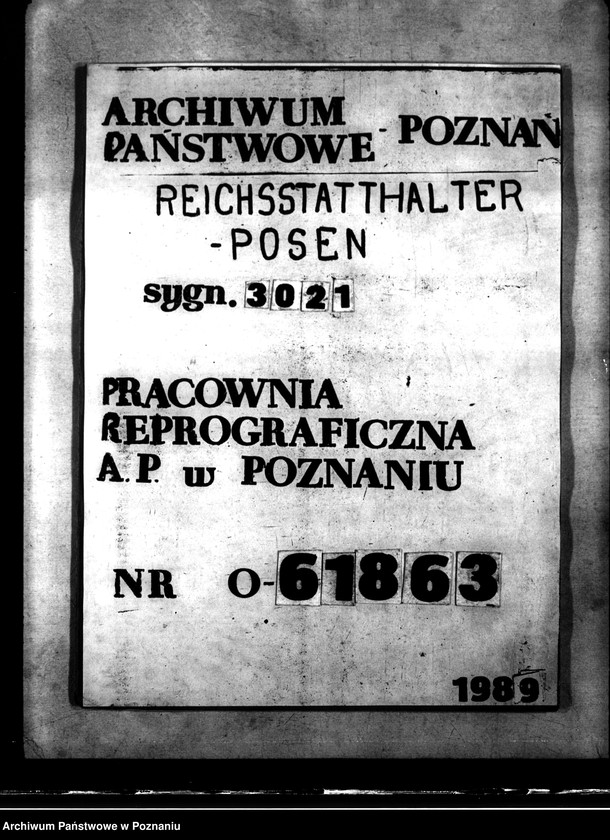 ARCHIWUM
PAŃSTWOWE - POZNAŃ
REICHSSTATTHALTER
-POSEN
sygn. 3021
PRACOWNIA
REPROGRAFICZNA
A.P. w POZNANIU
NR O-61863
1989
Archiwum Państwowe w Poznaniu